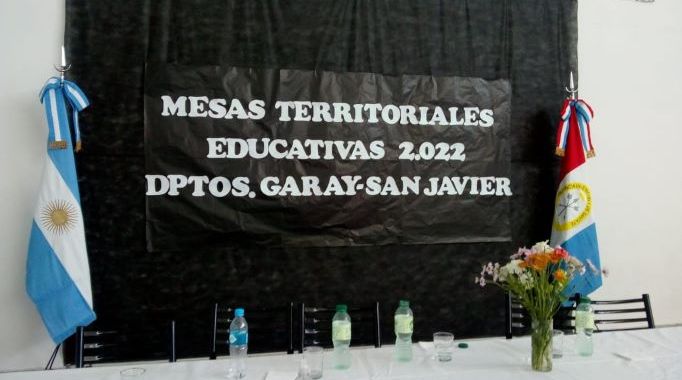 MESAS TERRITORIALES
EDUCATIVAS 2.022
DPTOS. GARAY-SAN JAVIER